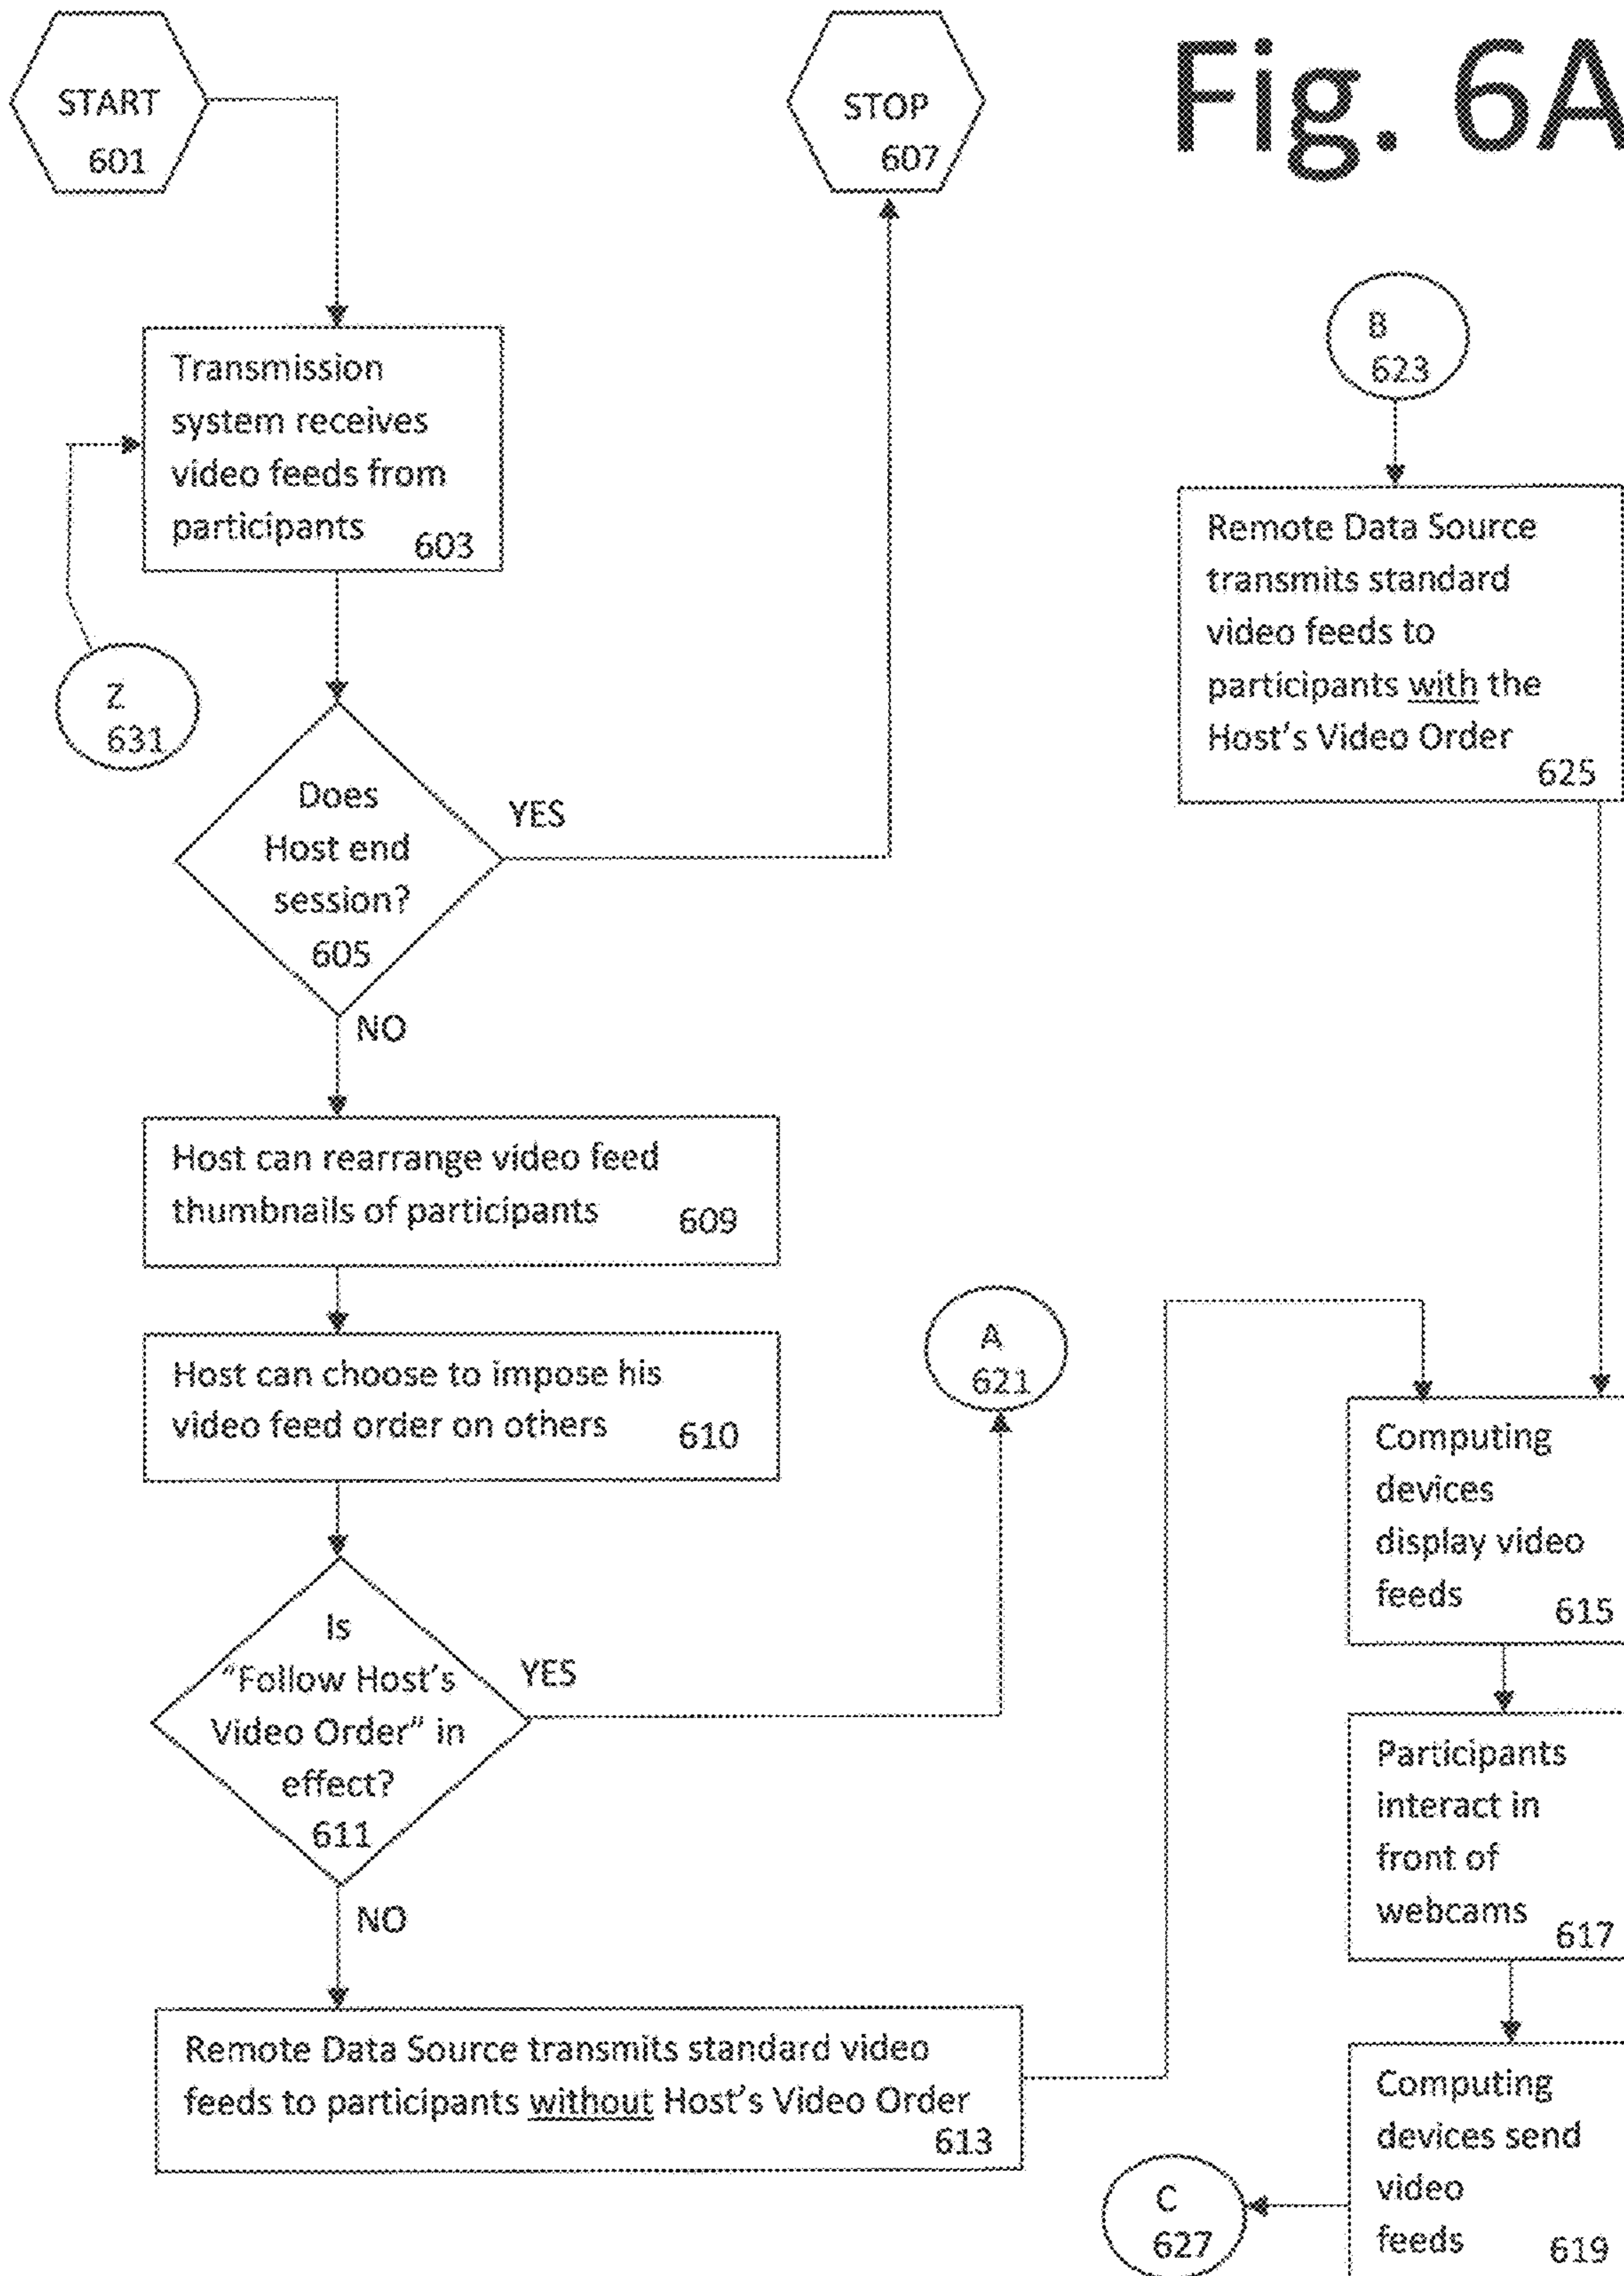 Fig. 6A
START
601
STOP
607
Transmission
system receives
video feeds from
participants
603
Z
631
Does
Host end
session?
605
YES
NO
Host can rearrange video feed
thumbnails of participants
609
Host can choose to impose his
video feed order on others
610
Is
"Follow Host's
Video Order" in
effect?
611
YES
NO
A
621
Remote Data Source transmits standard video
feeds to participants without Host's Video Order
613
B
623
Remote Data Source
transmits standard
video feeds to
participants with the
Host's Video Order
625
Computing
devices
display video
feeds
615
Participants
interact in
front of
webcams
617
Computing
devices send
video
feeds
619
C
627